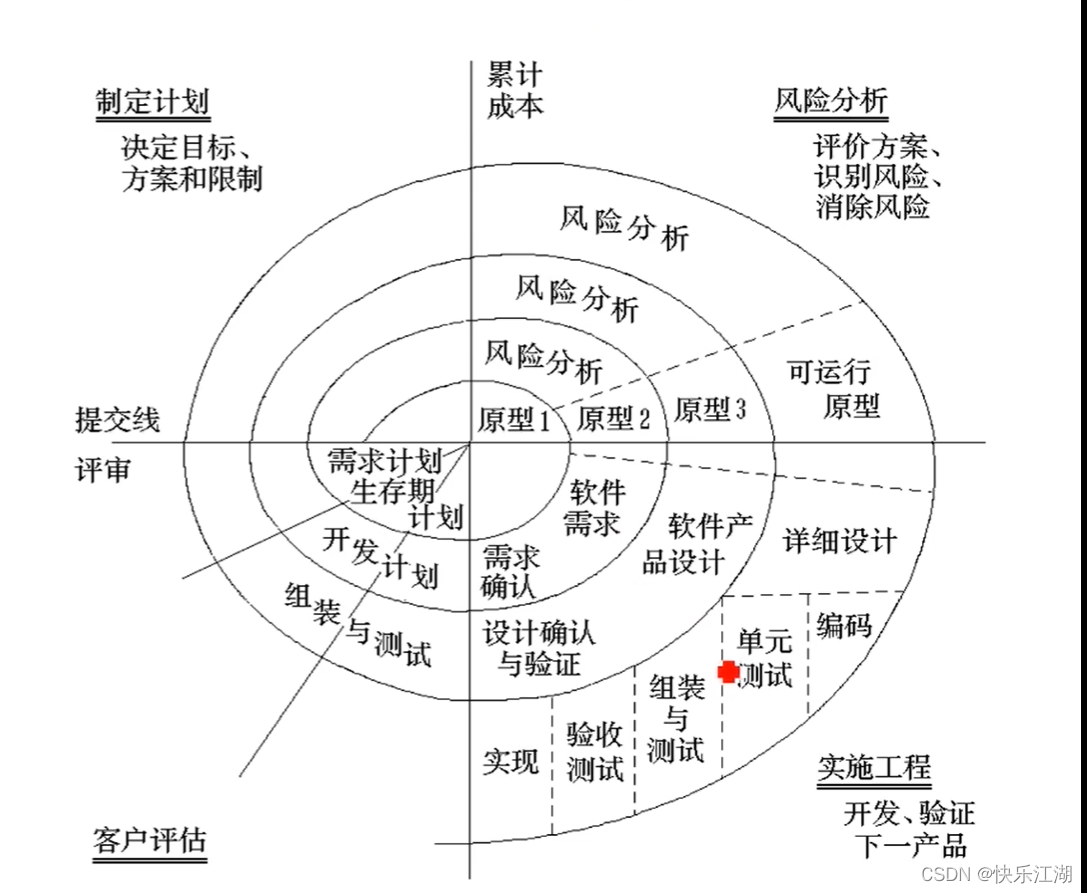 累计
成本
制定计划
决定目标、
方案和限制
风险分析
评价方案、
识别风险、
消除风险
风险分析
风险分析
风险分析
可运行
原型
原型1
原型2
原型3
提交线
评审
需求计划
生存期
计划
开发计划
组装与测试
软件
需求
需求
确认
软件产
品设计
设计确认
与验证
详细设计
编码
单元
测试
组装
与
测试
验收
测试
实现
实施工程
开发、验证
下一产品
客户评估
CSDN @快乐江湖